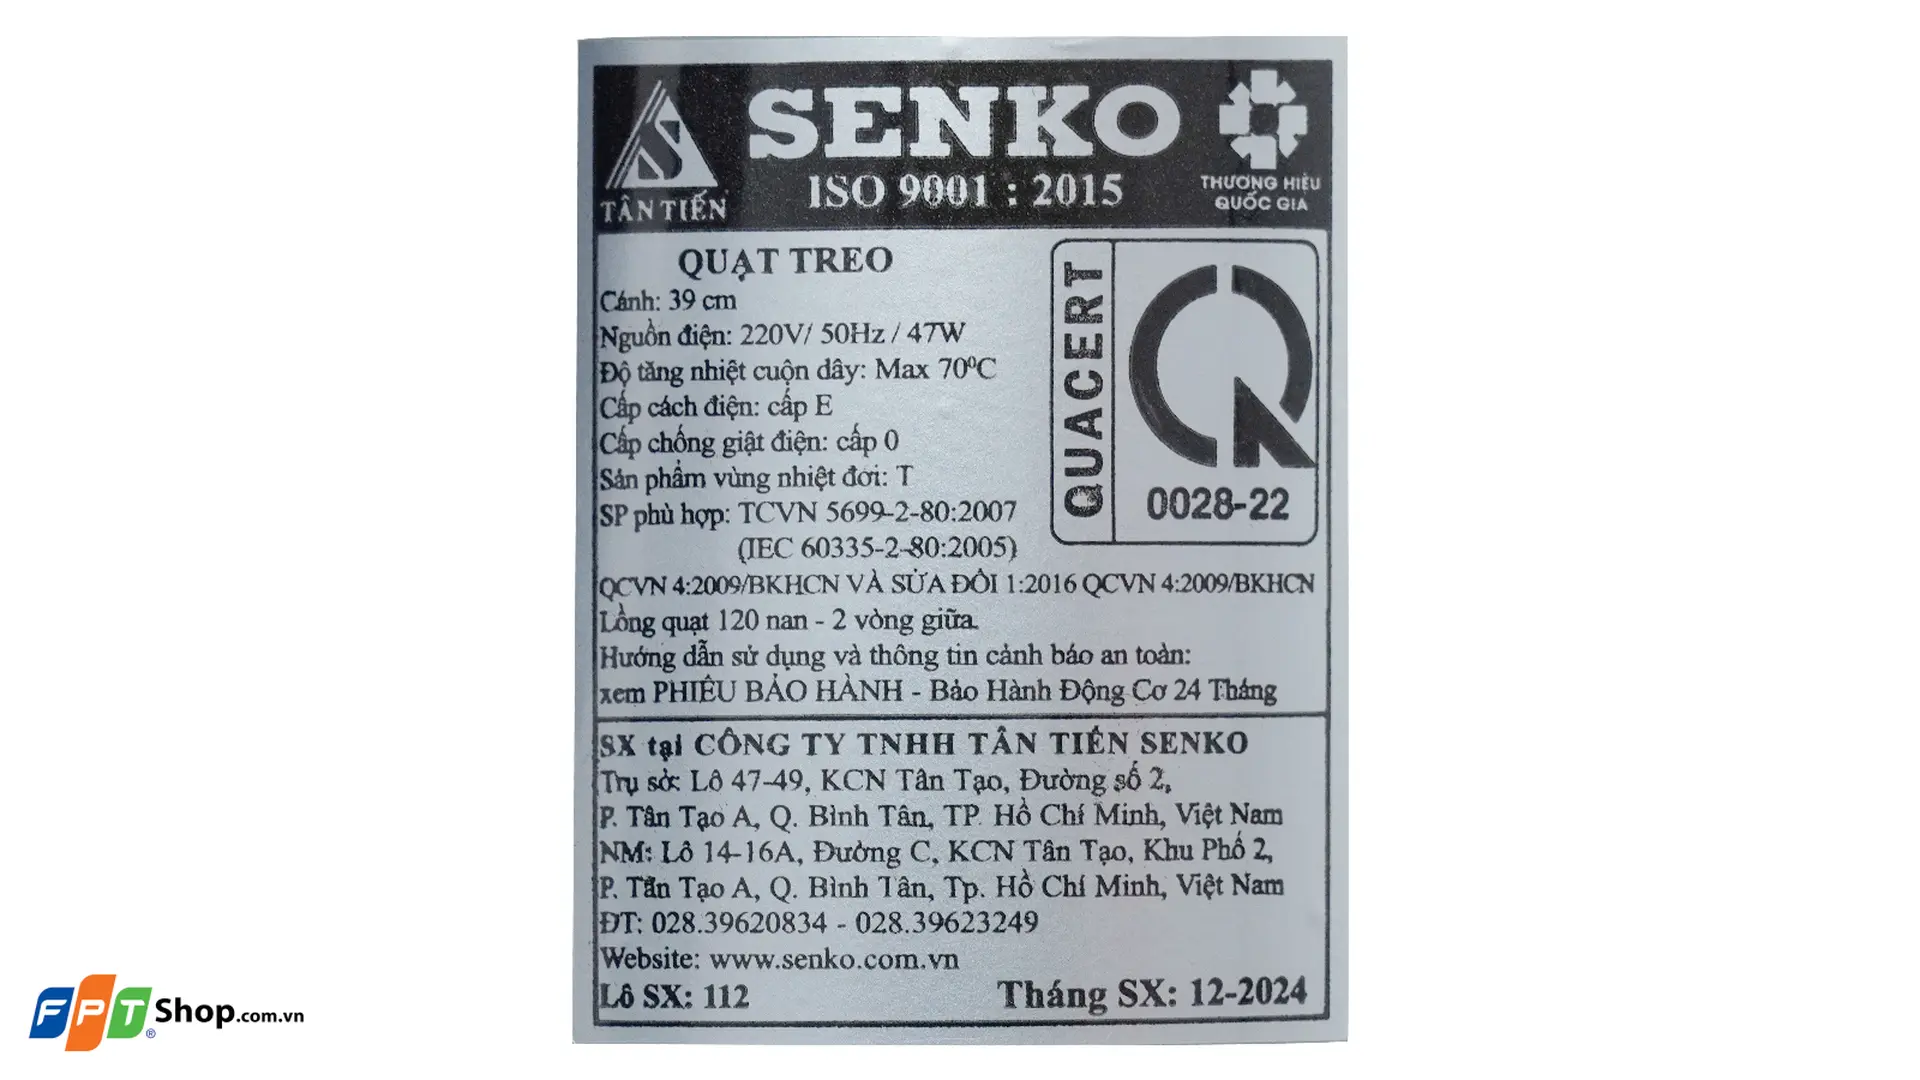 TÂN TIẾN
SENKO
ISO 9001 : 2015
THƯƠNG HIỆU
QUỐC GIA
QUẠT TREO
Cánh: 39 cm
Nguồn điện: 220V/ 50Hz / 47W
Độ tăng nhiệt cuộn dây: Max 70⁰C
Cấp cách điện: cấp E
Cấp chống giật điện: cấp 0
Sản phẩm vùng nhiệt đới: T
SP phù hợp: TCVN 5699-2-80:2007
(IEC 60335-2-80:2005)
QUACERT
0028-22
QCVN 4:2009/BKHCN VÀ SỬA ĐỔI 1:2016 QCVN 4:2009/BKHCN
Lồng quạt 120 nan - 2 vòng giữa.
Hướng dẫn sử dụng và thông tin cảnh báo an toàn:
xem PHIẾU BẢO HÀNH - Bảo Hành Động Cơ 24 Tháng
SX tại CÔNG TY TNHH TÂN TIẾN SENKO
Trụ sở: Lô 47-49, KCN Tân Tạo, Đường số 2,
P. Tân Tạo A, Q. Bình Tân, TP. Hồ Chí Minh, Việt Nam
NM: Lô 14-16A, Đường C, KCN Tân Tạo, Khu Phố 2,
P. Tân Tạo A, Q. Bình Tân, Tp. Hồ Chí Minh, Việt Nam
ĐT: 028.39620834 - 028.39623249
Website: www.senko.com.vn
Lô SX: 112
Tháng SX: 12-2024
FPT® Shop.com.vn